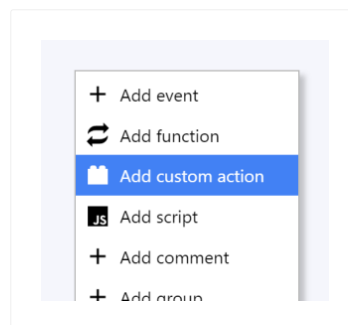 Add event
Add function
Add custom action
JS Add script
Add comment
Add group